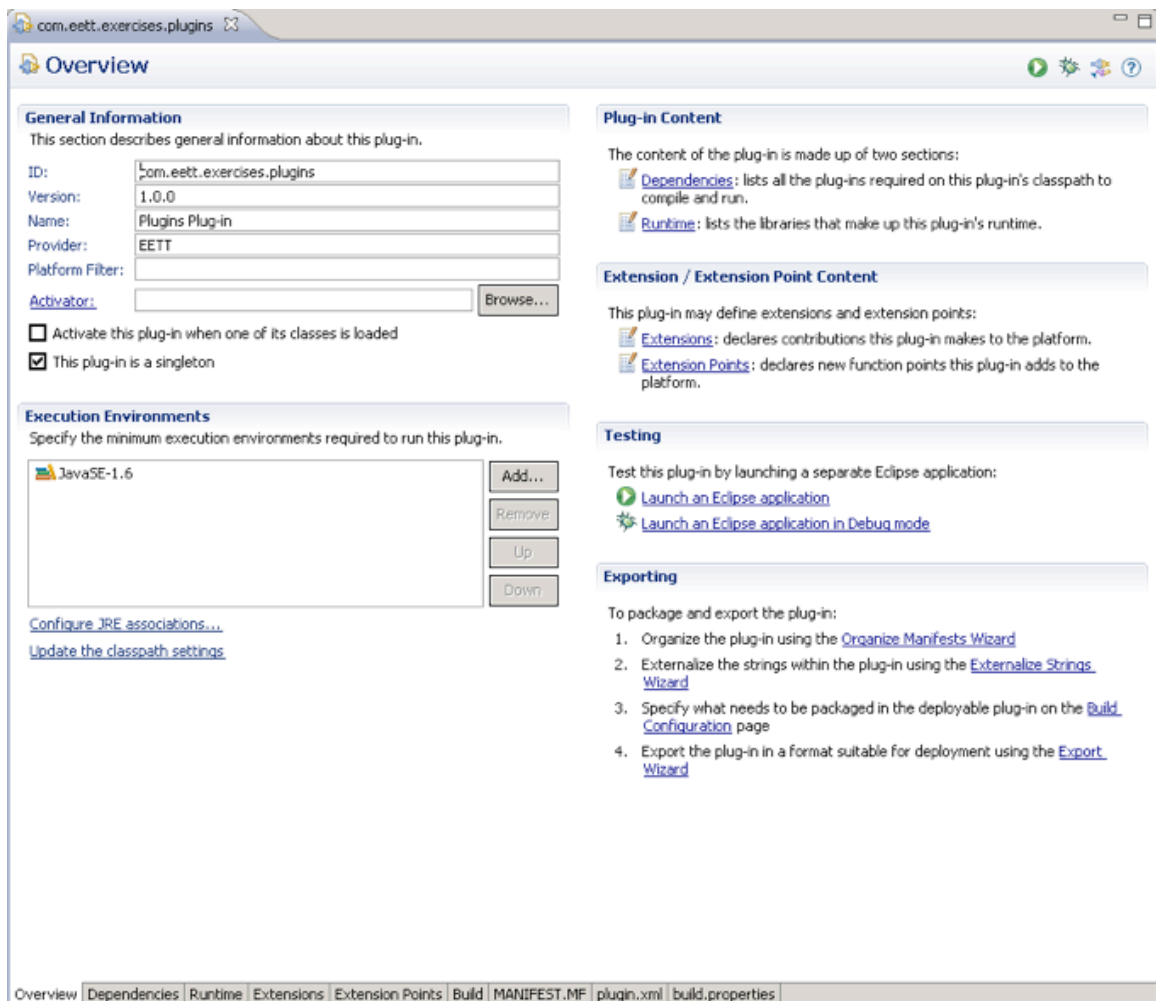 com.eett.exercises.plugins
Overview
General Information
This section describes general information about this plug-in.
ID: com.eett.exercises.plugins
Version: 1.0.0
Name: Plugins Plug-in
Provider: EETT
Platform Filter:
Activator: Browse...
Activate this plug-in when one of its classes is loaded
This plug-in is a singleton
Execution Environments
Specify the minimum execution environments required to run this plug-in.
JavaSE-1.6
Add...
Remove
Up
Down
Configure JRE associations...
Update the classpath settings
Plug-in Content
The content of the plug-in is made up of two sections:
Dependencies: lists all the plug-ins required on this plug-in's classpath to
compile and run.
Runtime: lists the libraries that make up this plug-in's runtime.
Extension / Extension Point Content
This plug-in may define extensions and extension points:
Extensions: declares contributions this plug-in makes to the platform.
Extension Points: declares new function points this plug-in adds to the
platform.
Testing
Test this plug-in by launching a separate Eclipse application:
Launch an Eclipse application
Launch an Eclipse application in Debug mode
Exporting
To package and export the plug-in:
1. Organize the plug-in using the Organize Manifests Wizard
2. Externalize the strings within the plug-in using the Externalize Strings
Wizard
3. Specify what needs to be packaged in the deployable plug-in on the Build
Configuration page
4. Export the plug-in in a format suitable for deployment using the Export
Wizard
Overview Dependencies Runtime Extensions Extension Points Build MANIFEST.MF plugin.xml build.properties